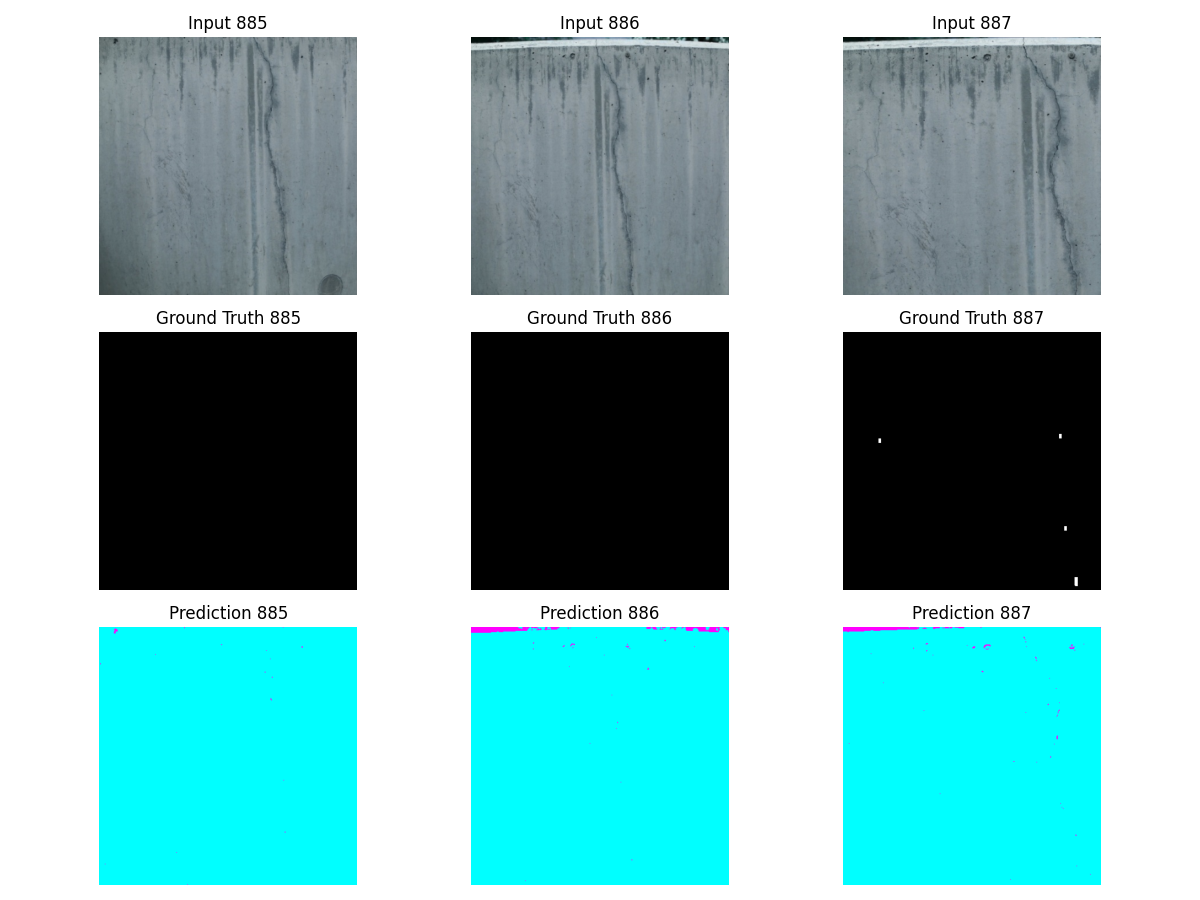 Input 885
Input 886
Input 887
Ground Truth 885
Ground Truth 886
Ground Truth 887
Prediction 885
Prediction 886
Prediction 887